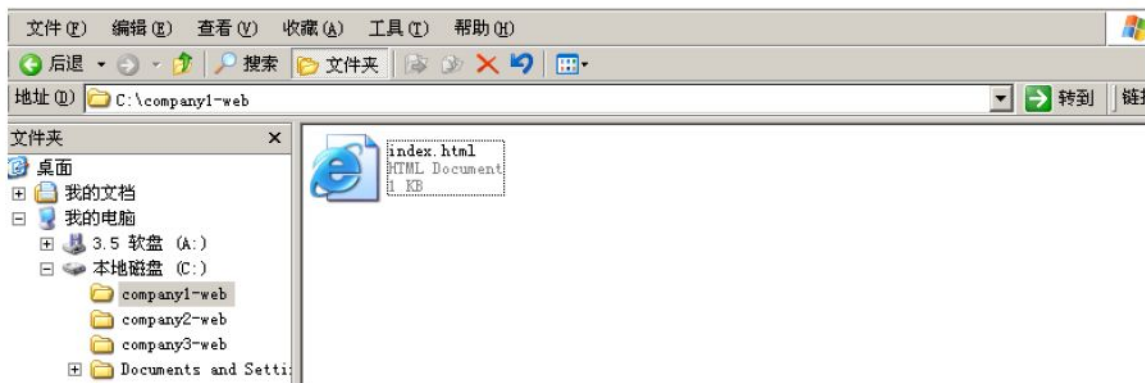 文件(F) 编辑(E) 查看(V) 收藏(A) 工具(T) 帮助(H)
后退 搜索 文件夹
地址(D) C:\company1-web 转到 链接
文件夹
桌面
我的文档
我的电脑
3.5 软盘 (A:)
本地磁盘 (C:)
company1-web
company2-web
company3-web
Documents and Setti
index.html
HTML Document
1 KB